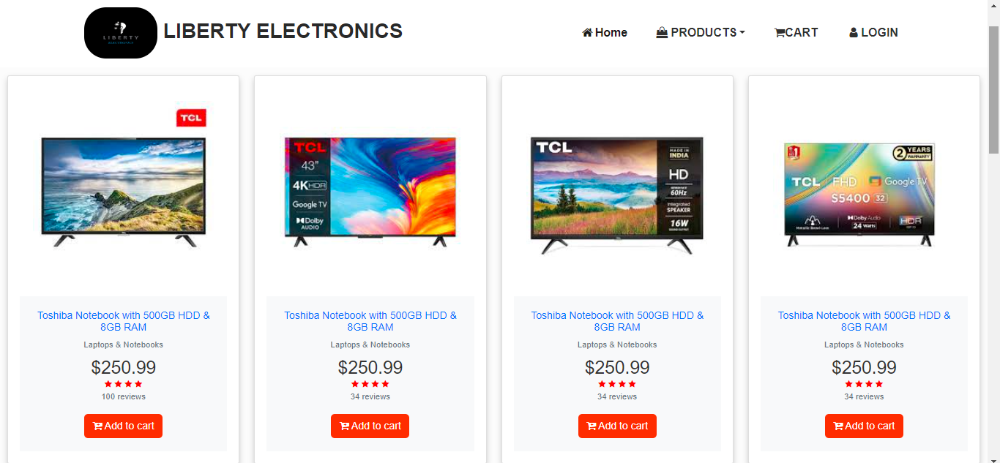 LIBERTY
ELECTRONICS
LIBERTY ELECTRONICS
Home
PRODUCTS
CART
LOGIN
TCL
Toshiba Notebook with 500GB HDD &
8GB RAM
Laptops & Notebooks
$250.99
100 reviews
Add to cart
TCL
43"
4K HDR
Google TV
Dolby
AUDIO
Toshiba Notebook with 500GB HDD &
8GB RAM
Laptops & Notebooks
$250.99
34 reviews
Add to cart
TCL
MADE IN
INDIA
HD
60Hz
Integrated
SPEAKER
16W
SOUND OUTPUT
Toshiba Notebook with 500GB HDD &
8GB RAM
Laptops & Notebooks
$250.99
34 reviews
Add to cart
2 YEARS
WARRANTY
TCL FHD Google TV
S5400 32
Metallic Bezel-Less
Dolby Audio
24 Watts
HDR
Toshiba Notebook with 500GB HDD &
8GB RAM
Laptops & Notebooks
$250.99
34 reviews
Add to cart